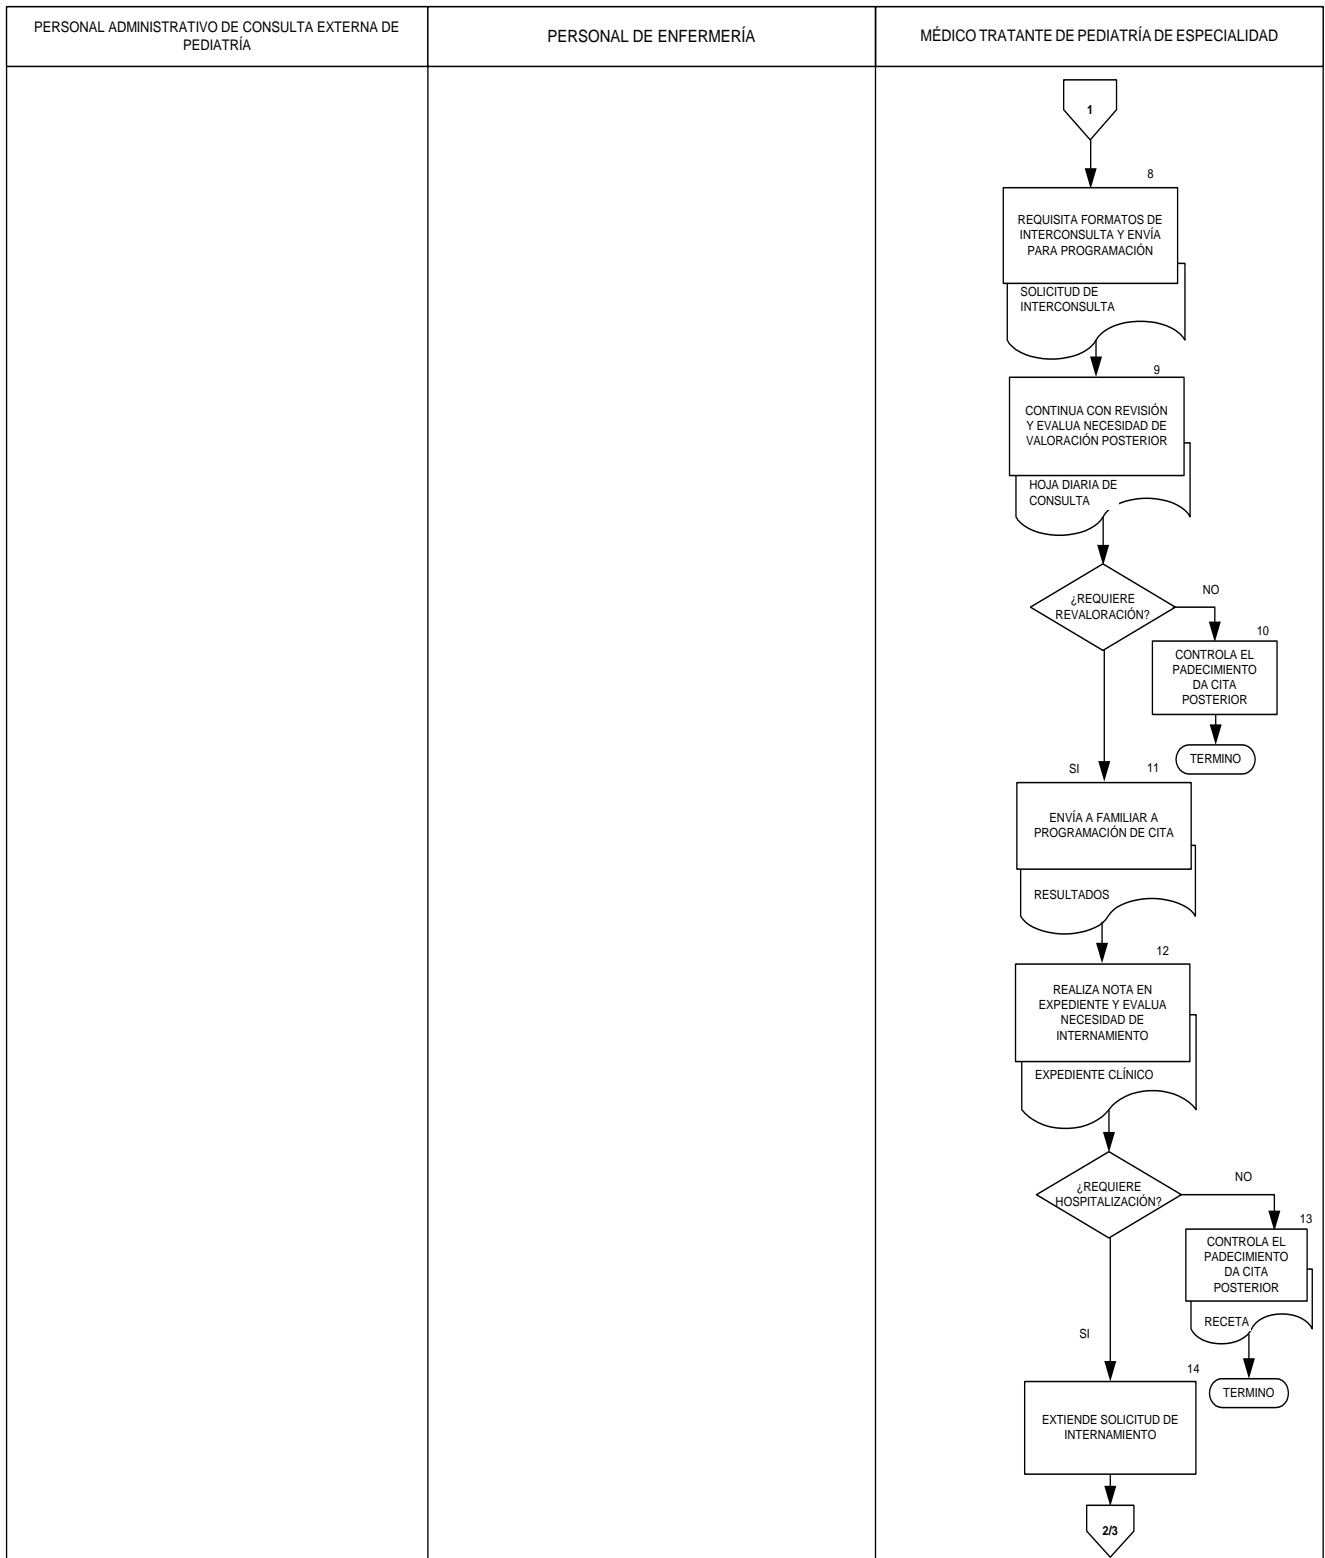 PERSONAL ADMINISTRATIVO DE CONSULTA EXTERNA DE
PEDIATRÍA
PERSONAL DE ENFERMERÍA
MÉDICO TRATANTE DE PEDIATRÍA DE ESPECIALIDAD
1
8
REQUISITA FORMATOS DE
INTERCONSULTA Y ENVÍA
PARA PROGRAMACIÓN
SOLICITUD DE
INTERCONSULTA
9
CONTINUA CON REVISIÓN
Y EVALUA NECESIDAD DE
VALORACIÓN POSTERIOR
HOJA DIARIA DE
CONSULTA
¿REQUIERE
REVALORACIÓN?
NO
10
CONTROLA EL
PADECIMIENTO
DA CITA
POSTERIOR
TERMINO
SI
11
ENVÍA A FAMILIAR A
PROGRAMACIÓN DE CITA
RESULTADOS
12
REALIZA NOTA EN
EXPEDIENTE Y EVALUA
NECESIDAD DE
INTERNAMIENTO
EXPEDIENTE CLÍNICO
¿REQUIERE
HOSPITALIZACIÓN?
NO
13
CONTROLA EL
PADECIMIENTO
DA CITA
POSTERIOR
RECETA
TERMINO
SI
14
EXTIENDE SOLICITUD DE
INTERNAMIENTO
2/3